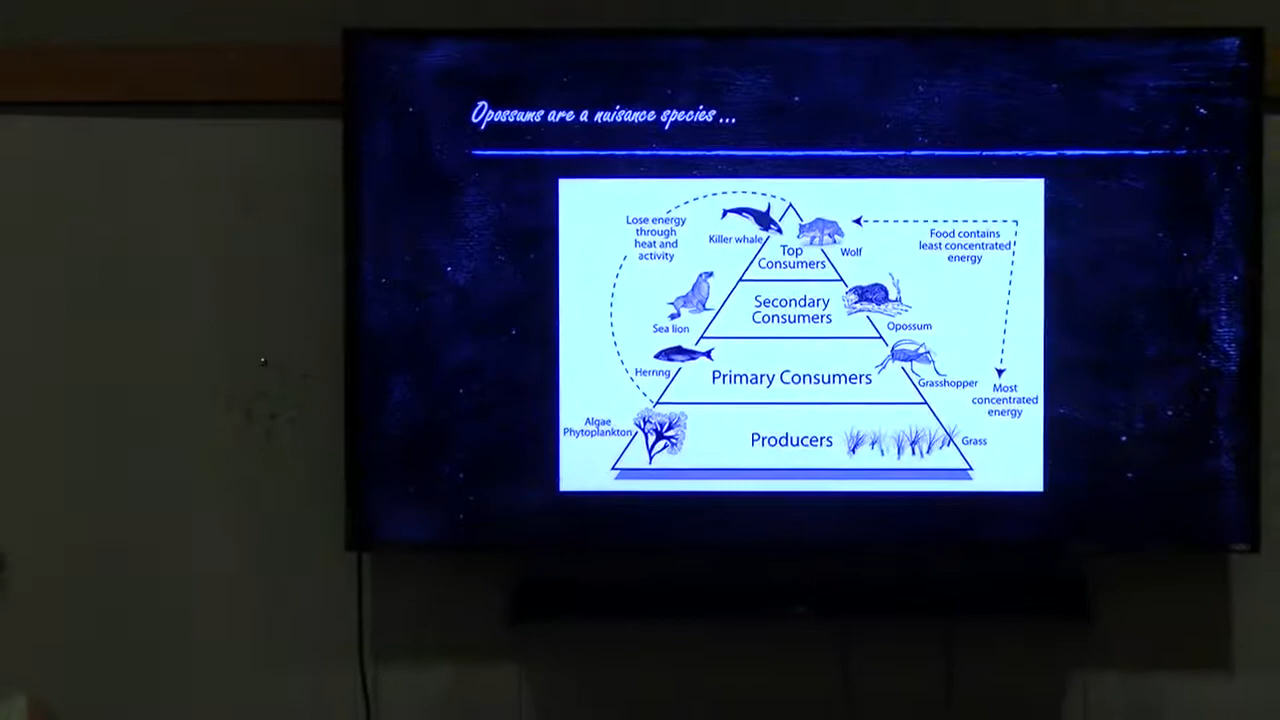 Opossums are a nuisance species ...
Lose energy
through
heat and
activity
Killer whale
Wolf
Top
Consumers
Food contains
least concentrated
energy
Sea lion
Secondary
Consumers
Opossum
Herring
Primary Consumers
Grasshopper
Most
concentrated
energy
Algae
Phytoplankton
Producers
Grass